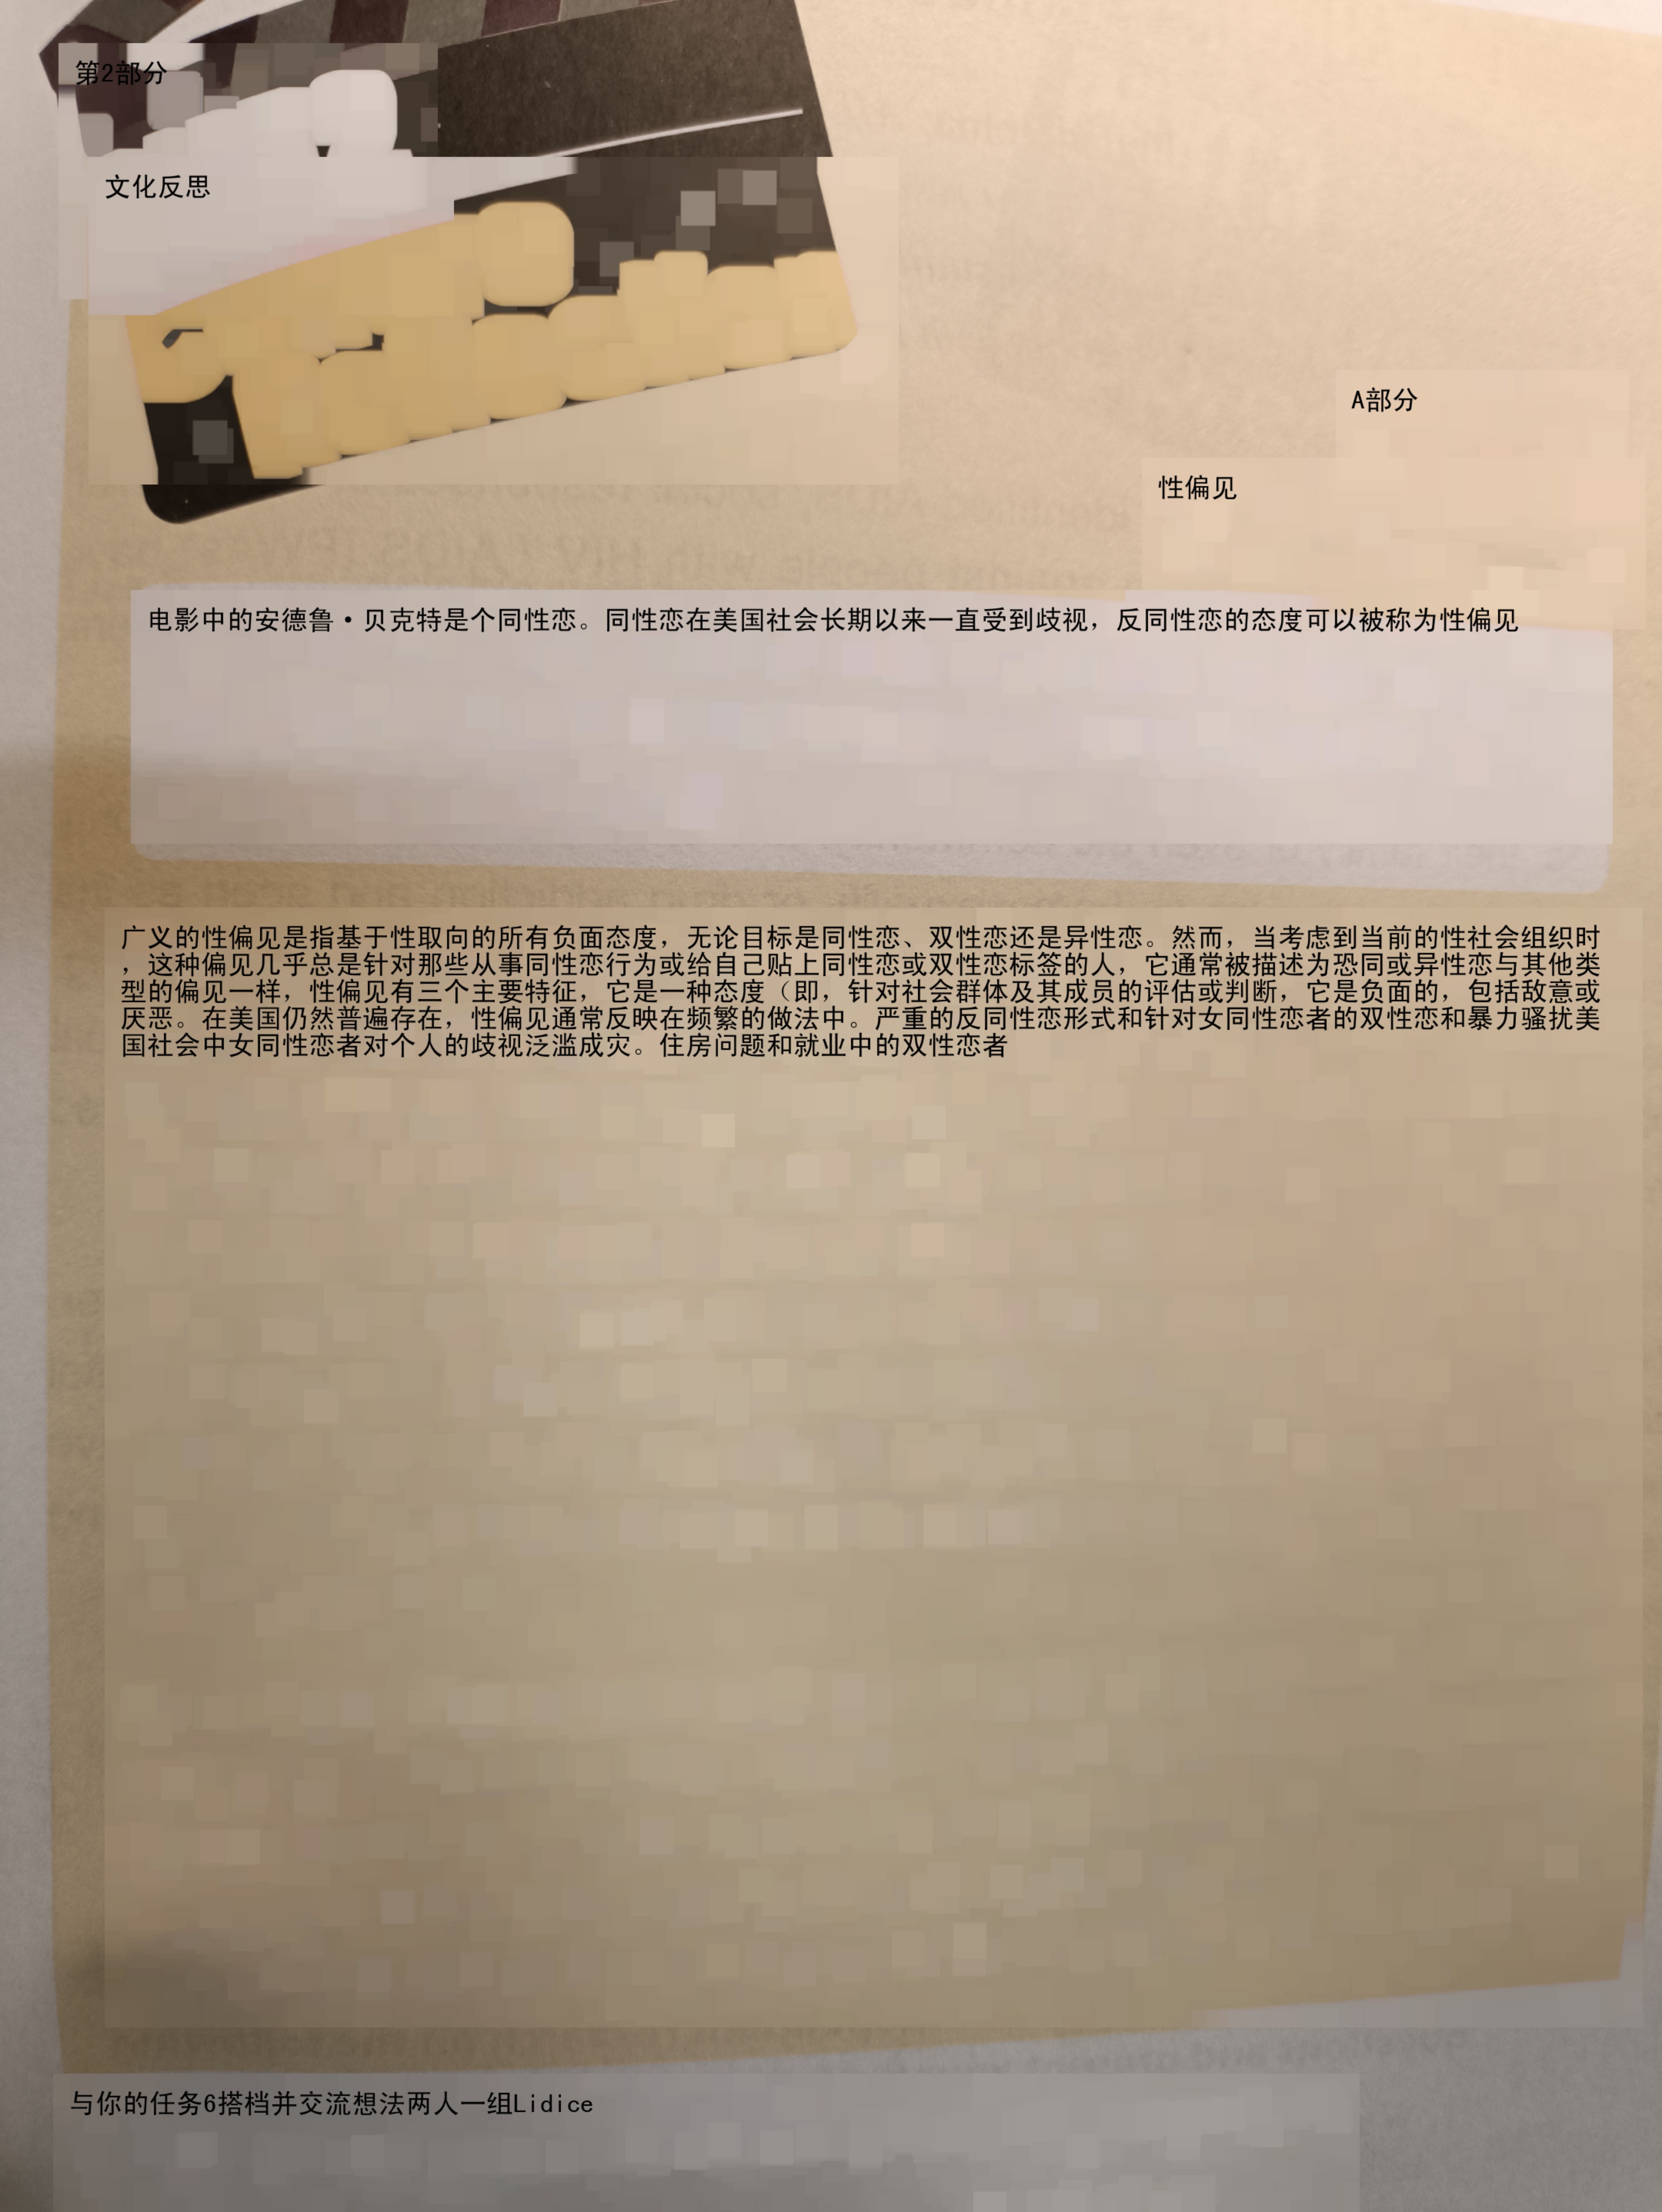 第2部分
文化反思
A部分
性偏见
电影中的安德鲁·贝克特是个同性恋。同性恋在美国社会长期以来一直受到歧视，反同性恋的态度可以被称为性偏见
广义的性偏见是指基于性取向的所有负面态度，无论目标是同性恋、双性恋还是异性恋。然而，当考虑到当前的性社会组织时
，这种偏见几乎总是针对那些从事同性恋行为或给自己贴上同性恋或双性恋标签的人，它通常被描述为恐同或异性恋与其他类
型的偏见一样，性偏见有三个主要特征，它是一种态度（即，针对社会群体及其成员的评估或判断，它是负面的，包括敌意或
厌恶。在美国仍然普遍存在，性偏见通常反映在频繁的做法中。严重的反同性恋形式和针对女同性恋者的双性恋和暴力骚扰美
国社会中女同性恋者对个人的歧视泛滥成灾。住房问题和就业中的双性恋者
与你的任务6搭档并交流想法两人一组Lidice